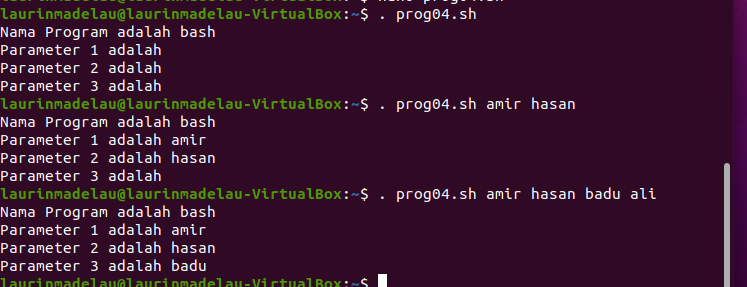 laurinmadelau@laurinmadelau-VirtualBox:~$ . prog04.sh
Nama Program adalah bash
Parameter 1 adalah
Parameter 2 adalah
Parameter 3 adalah
laurinmadelau@laurinmadelau-VirtualBox:~$ . prog04.sh amir hasan
Nama Program adalah bash
Parameter 1 adalah amir
Parameter 2 adalah hasan
Parameter 3 adalah
laurinmadelau@laurinmadelau-VirtualBox:~$ . prog04.sh amir hasan badu ali
Nama Program adalah bash
Parameter 1 adalah amir
Parameter 2 adalah hasan
Parameter 3 adalah badu
laurinmadelau@laurinmadelau-VirtualBox:~$